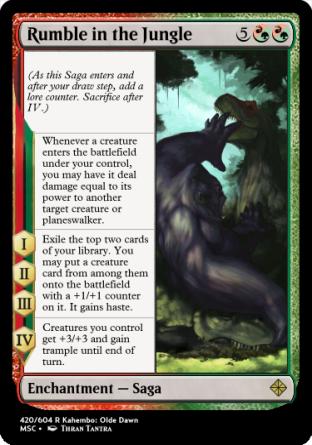 Rumble in the Jungle 5
(As this Saga enters and
after your draw step, add a
lore counter. Sacrifice after
IV.)
Whenever a creature
enters the battlefield
under your control,
you may have it deal
damage equal to its
power to another
target creature or
planeswalker.
I
II
III
Exile the top two cards
of your library. You
may put a creature
card from among them
onto the battlefield
with a +1/+1 counter
on it. It gains haste.
IV
Creatures you control
get +3/+3 and gain
trample until end of
turn.
Enchantment — Saga
420/604 R Kahembo: Olde Dawn
MSC • Thran Tantra